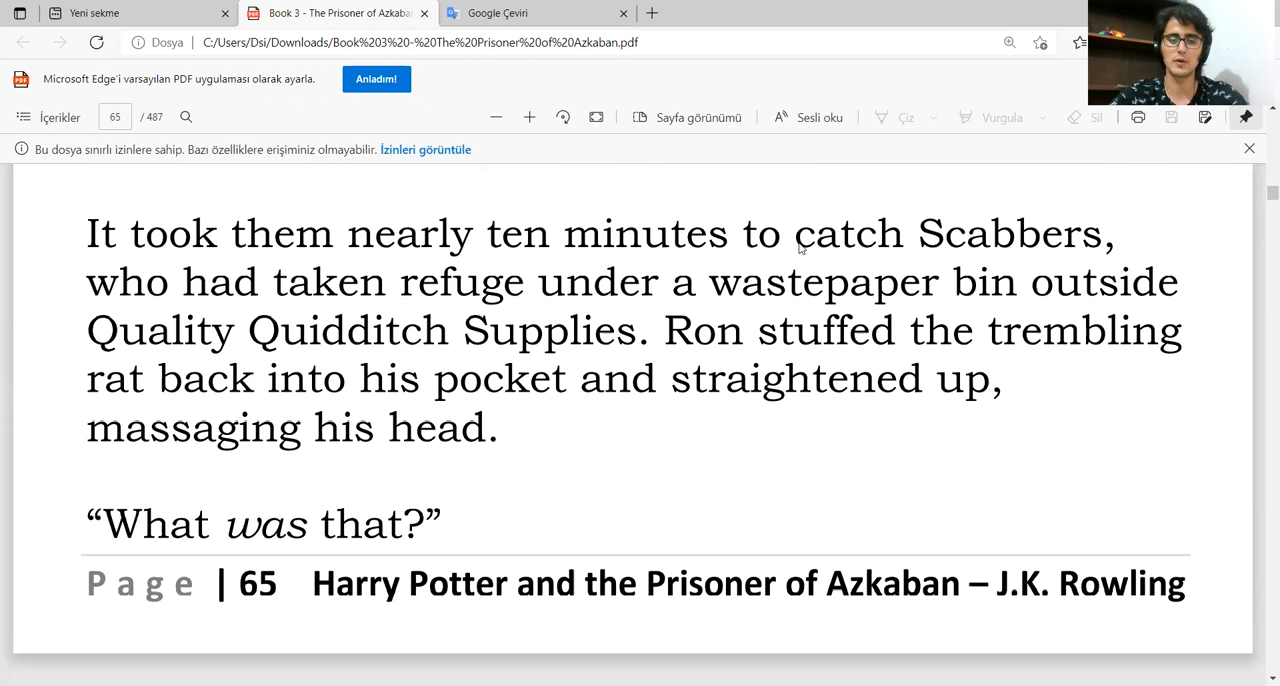 Yeni sekme
Book 3 - The Prisoner of Azkaba
Google Çeviri
Dosya
C:/Users/Dsi/Downloads/Book%203%20-%20The%20Prisoner%20of%20Azkaban.pdf
Microsoft Edge'i varsayılan PDF uygulaması olarak ayarla.
Anladım!
İçerikler
65
/ 487
Sayfa görünümü
Sesli oku
Çiz
Vurgula
Sil
Bu dosya sınırlı izinlere sahip. Bazı özelliklere erişiminiz olmayabilir. İzinleri görüntüle
It took them nearly ten minutes to catch Scabbers,
who had taken refuge under a wastepaper bin outside
Quality Quidditch Supplies. Ron stuffed the trembling
rat back into his pocket and straightened up,
massaging his head.
“What was that?”
Page | 65 Harry Potter and the Prisoner of Azkaban – J.K. Rowling